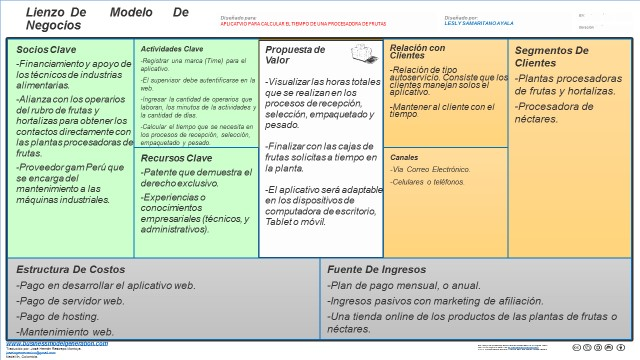 Lienzo De Modelo De
Negocios
Diseñado para
APLICATIVO PARA CALCULAR EL TIEMPO DE UNA PROCESADORA DE FRUTAS
Diseñado por:
LESLY SAMARITANO AYALA
Socios Clave
-Financiamiento y apoyo de
los técnicos de industrias
alimentarias.
-Alianza con los operarios
del rubro de frutas y
hortalizas para obtener los
contactos directamente con
las plantas procesadoras de
frutas.
-Proveedor gam Perú que
se encarga del
mantenimiento a las
máquinas industriales.
Actividades Clave
-Registrar una marca (Time) para el
aplicativo.
-El supervisor debe autentificarse en la
web.
-Ingresar la cantidad de operarios que
laboran, los minutos de la actividades y
la cantidad de días.
-Calcular el tiempo que se necesita en
los procesos de recepción, selección,
empaquetado y pesado.
Recursos Clave
-Patente que demuestra el
derecho exclusivo.
-Experiencias o
conocimientos
empresariales (técnicos, y
administrativos).
Propuesta de
Valor
-Visualizar las horas totales
que se realizan en los
procesos de recepción,
selección, empaquetado y
pesado.
-Finalizar con las cajas de
frutas solicitas a tiempo en
la planta.
-El aplicativo será adaptable
en los dispositivos de
computadora de escritorio,
Tablet o móvil.
Relación con
Clientes
-Relación de tipo
autoservicio. Consiste que los
clientes manejan solos el
aplicativo.
-Mantener al cliente con el
tiempo
Canales
-Via Correo Electrónico.
-Celulares o teléfonos.
Segmentos De
Clientes
-Plantas procesadoras
de frutas y hortalizas.
-Procesadora de
néctares.
Estructura De Costos
-Pago en desarrollar el aplicativo web.
-Pago de servidor web.
-Pago de hosting.
-Mantenimiento web.
Fuente De Ingresos
-Plan de pago mensual, o anual.
-Ingresos pasivos con marketing de afiliación.
-Una tienda online de los productos de las plantas de frutas o
néctares.
www.businessmodelgeneration.com